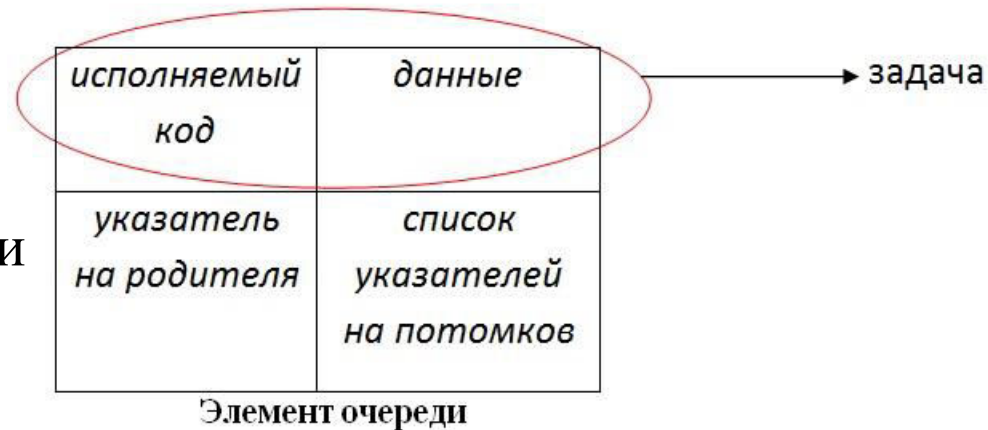 исполняемый код
данные
задача
указатель на родителя
список указателей на потомков
и
Элемент очереди